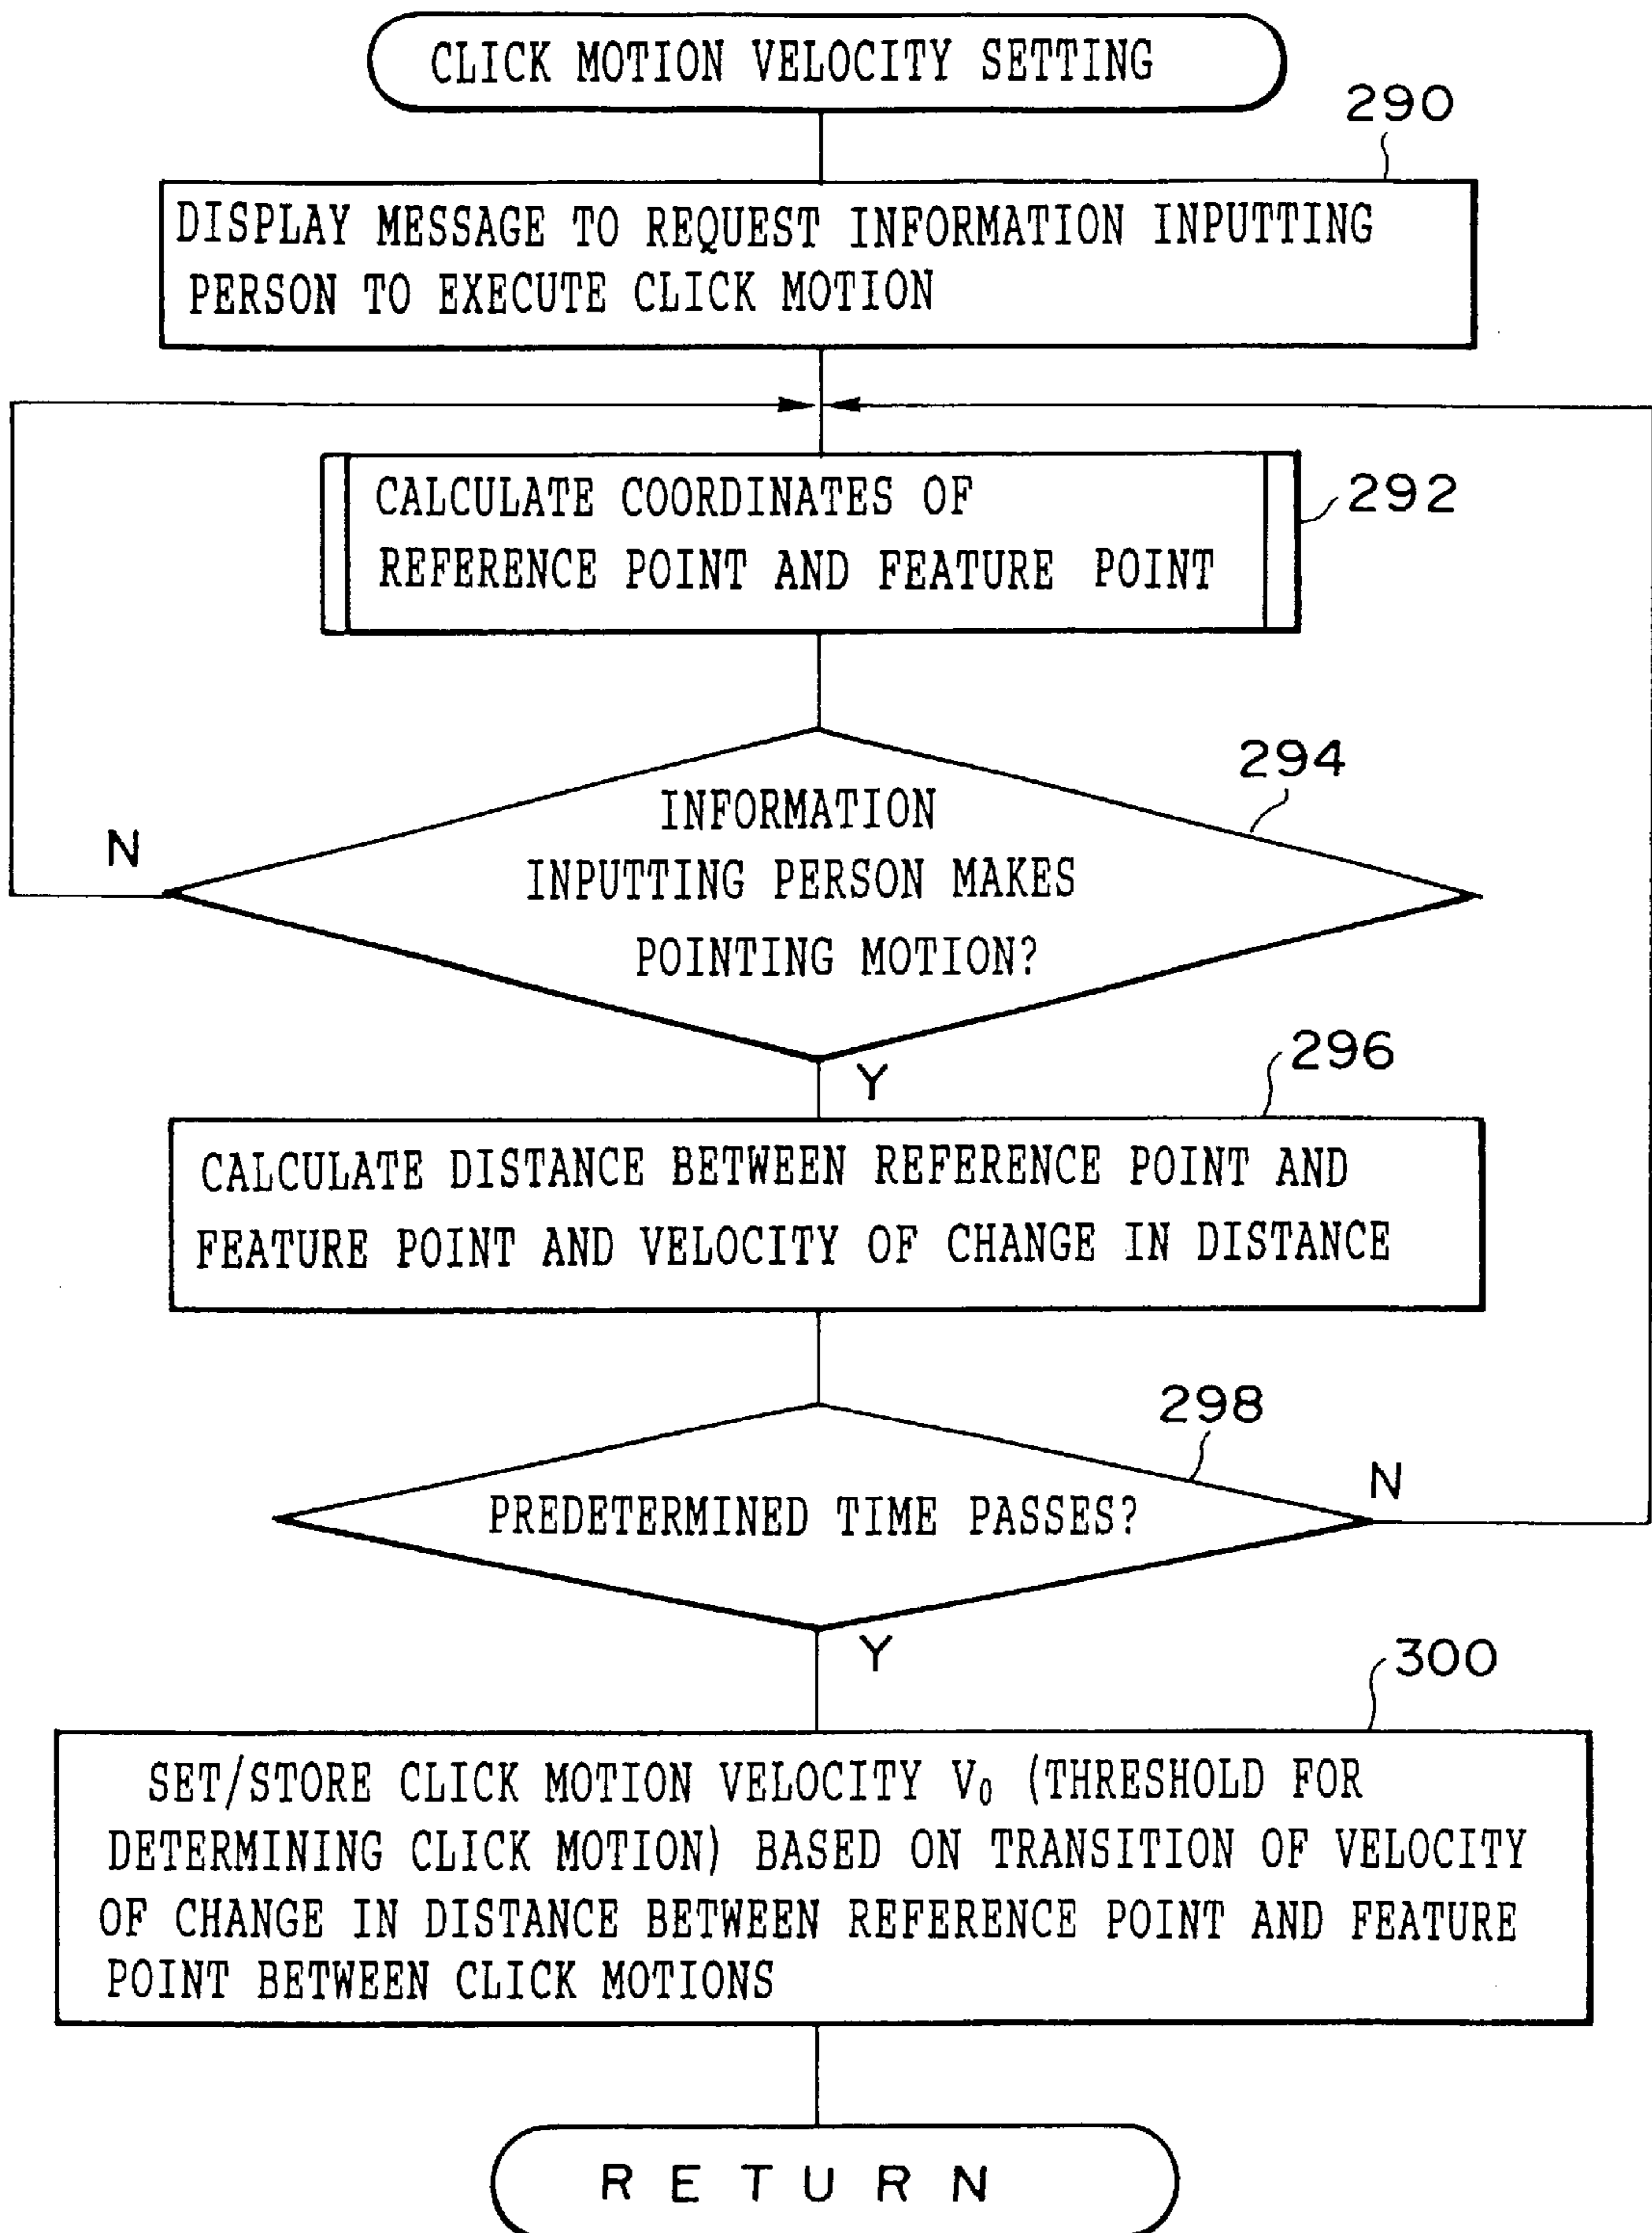 CLICK MOTION VELOCITY SETTING
290
DISPLAY MESSAGE TO REQUEST INFORMATION INPUTTING
PERSON TO EXECUTE CLICK MOTION
CALCULATE COORDINATES OF
REFERENCE POINT AND FEATURE POINT
292
294
INFORMATION
INPUTTING PERSON MAKES
POINTING MOTION?
N
Y
296
CALCULATE DISTANCE BETWEEN REFERENCE POINT AND
FEATURE POINT AND VELOCITY OF CHANGE IN DISTANCE
298
PREDETERMINED TIME PASSES?
N
Y
300
SET/STORE CLICK MOTION VELOCITY V₀ (THRESHOLD FOR
DETERMINING CLICK MOTION) BASED ON TRANSITION OF VELOCITY
OF CHANGE IN DISTANCE BETWEEN REFERENCE POINT AND FEATURE
POINT BETWEEN CLICK MOTIONS
RETURN